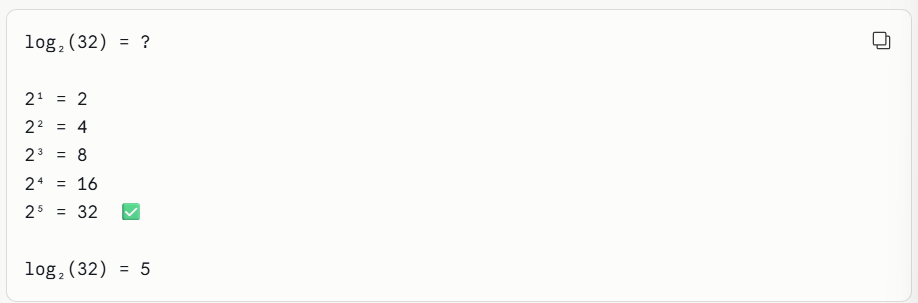 log₂(32) = ?
2¹ = 2
2² = 4
2³ = 8
2⁴ = 16
2⁵ = 32 ✅
log₂(32) = 5